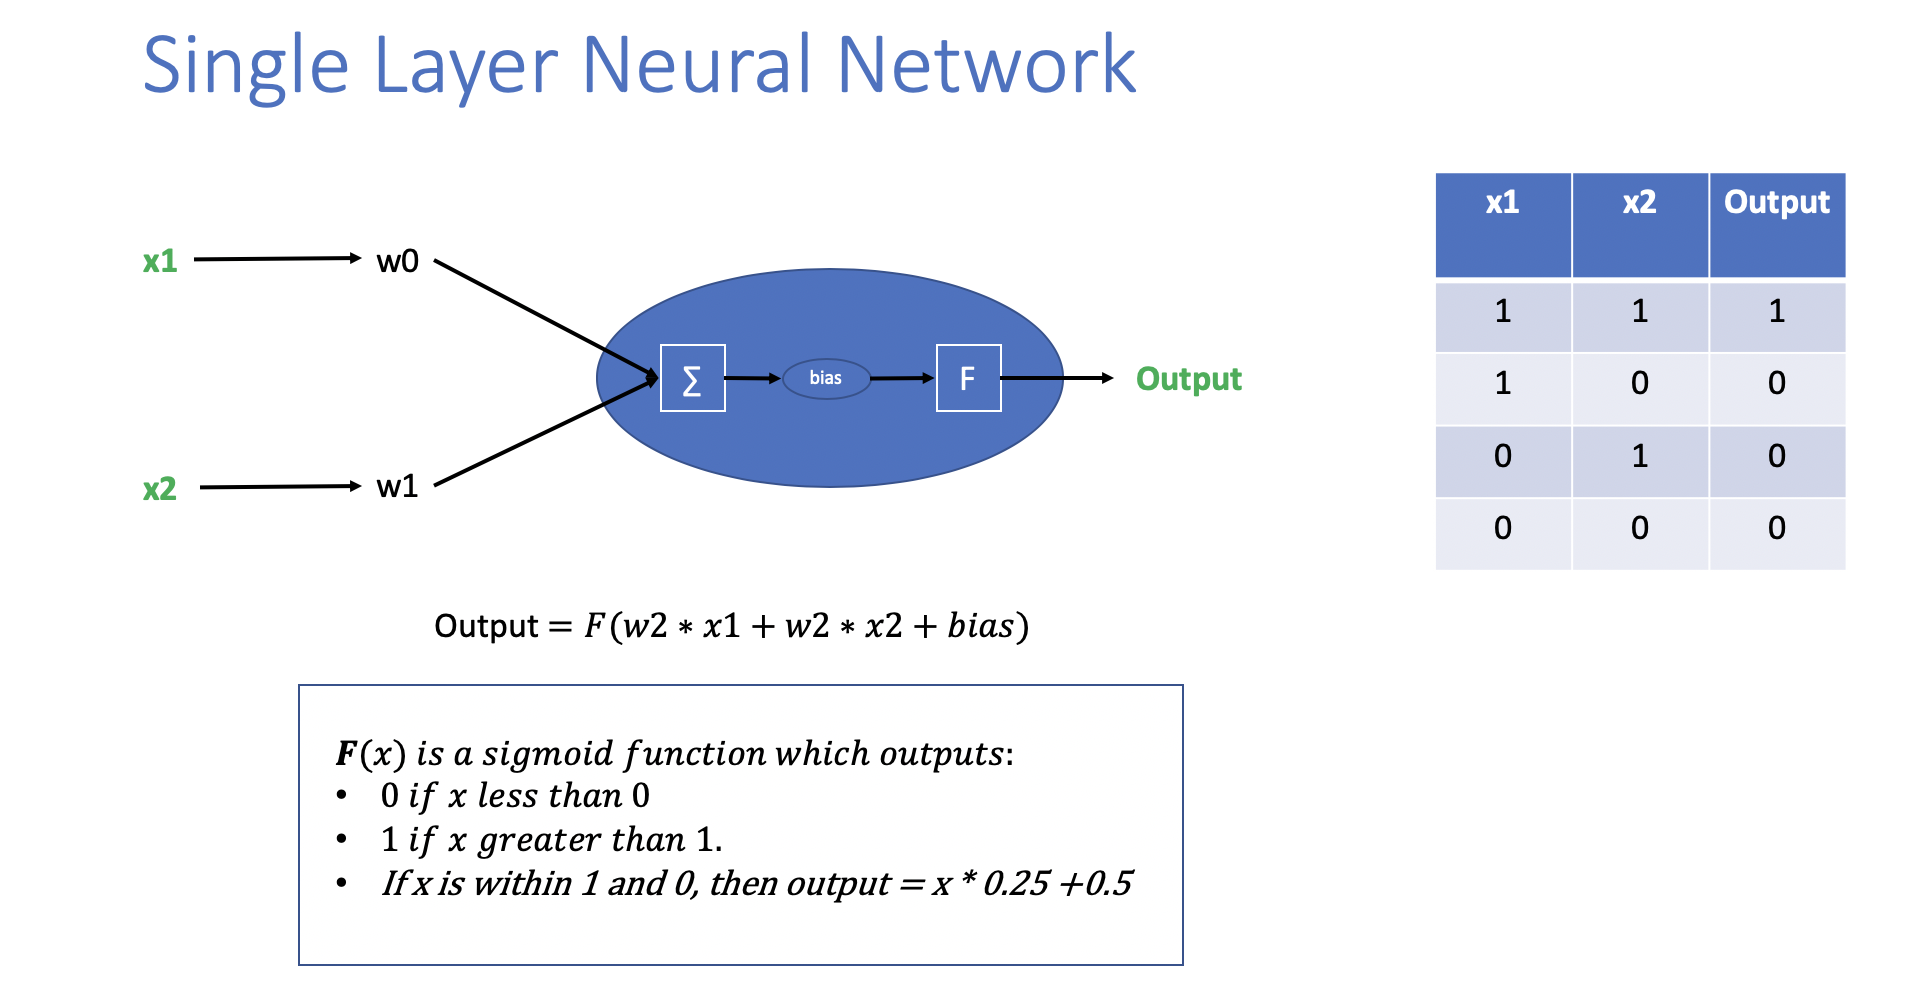 Single Layer Neural Network
x1
w0
x2
w1
∑
bias
F
Output
x1 x2 Output
1 1 1
1 0 0
0 1 0
0 0 0
Output = F(w2 * x1 + w2 * x2 + bias)
F(x) is a sigmoid function which outputs:
• 0 if x less than 0
• 1 if x greater than 1.
• If x is within 1 and 0, then output = x * 0.25 +0.5